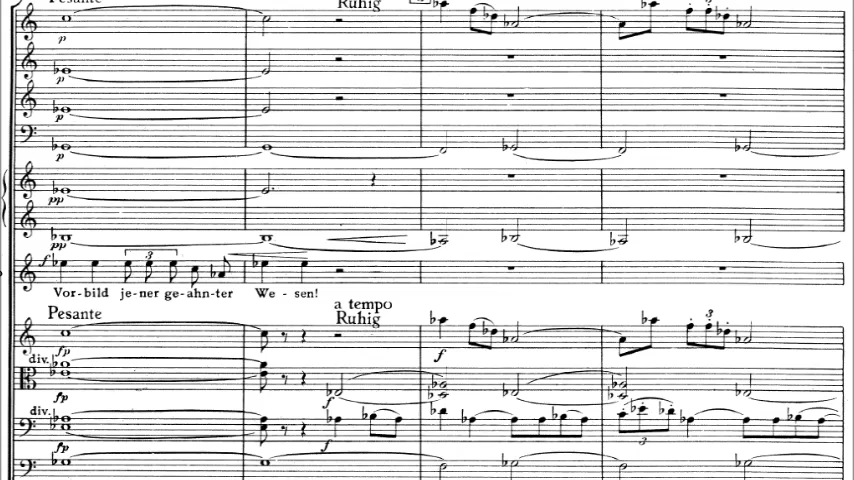 Pesante
Ruhig
p
p
p
p
pp
pp
f
3
Vor-bild je-ner ge-ahn-ter We - sen!
a tempo
Pesante
Ruhig
3
fp
f
div.
fp
f
div.
fp
f
3